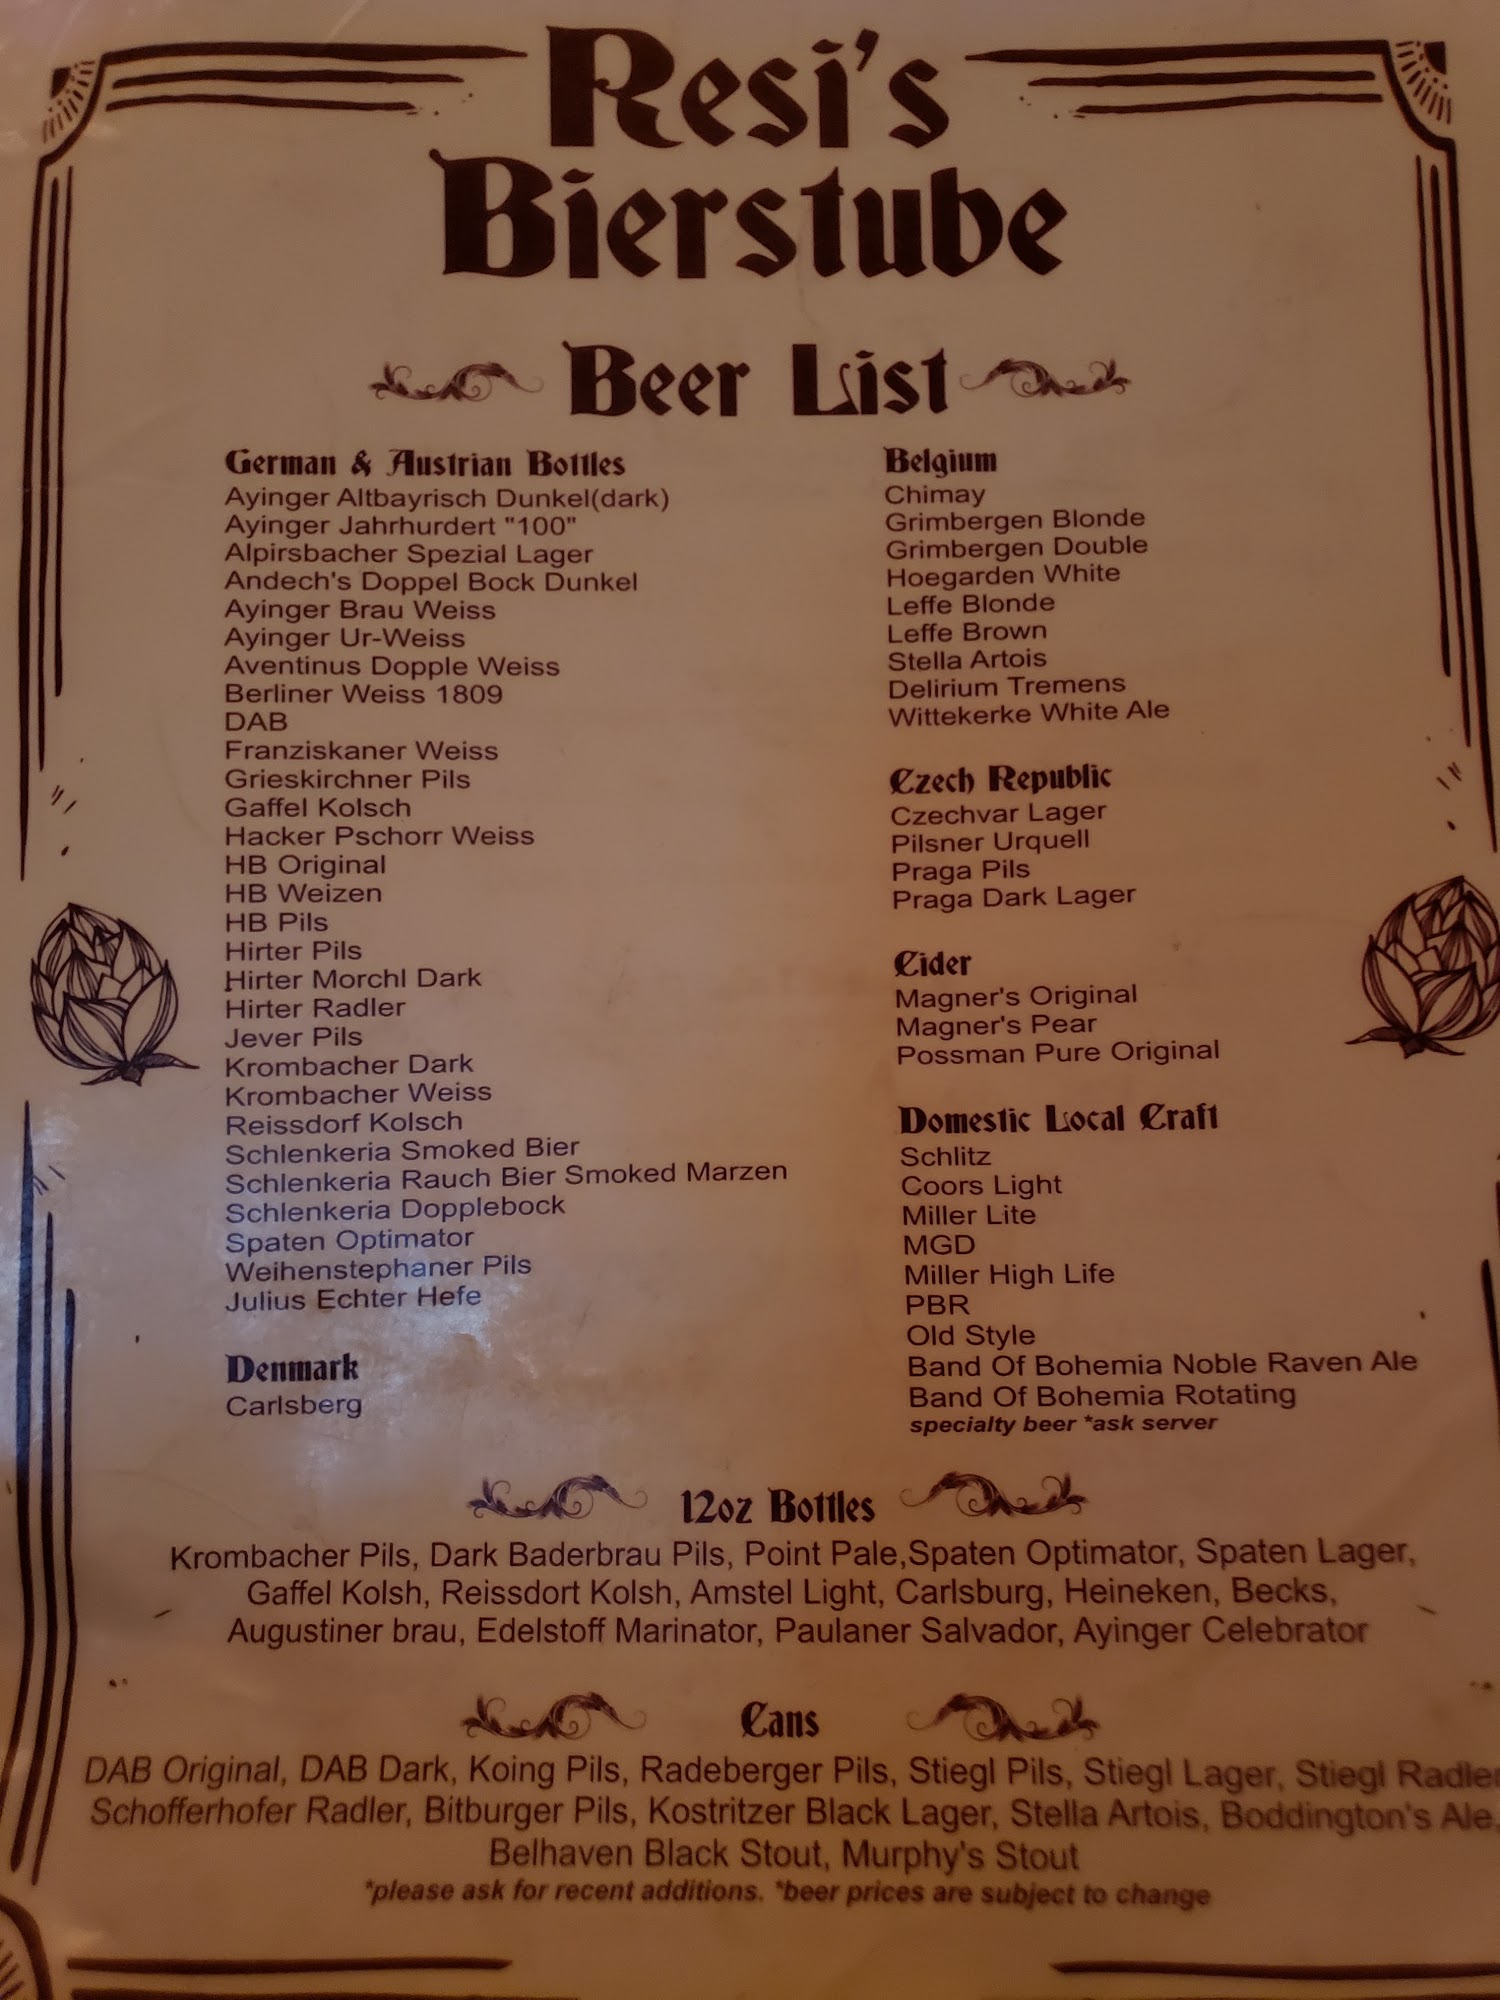 Resi's
Bierstube
Beer List
German & Austrian Bottles
Ayinger Altbayrisch Dunkel(dark)
Ayinger Jahrhurdert "100"
Alpirsbacher Spezial Lager
Andech's Doppel Bock Dunkel
Ayinger Brau Weiss
Ayinger Ur-Weiss
Aventinus Dopple Weiss
Berliner Weiss 1809
DAB
Franziskaner Weiss
Grieskirchner Pils
Gaffel Kolsch
Hacker Pschorr Weiss
HB Original
HB Weizen
HB Pils
Hirter Pils
Hirter Morchl Dark
Hirter Radler
Jever Pils
Krombacher Dark
Krombacher Weiss
Reissdorf Kolsch
Schlenkeria Smoked Bier
Schlenkeria Rauch Bier Smoked Marzen
Schlenkeria Dopplebock
Spaten Optimator
Weihenstephaner Pils
Julius Echter Hefe
Denmark
Carlsberg
Belgium
Chimay
Grimbergen Blonde
Grimbergen Double
Hoegarden White
Leffe Blonde
Leffe Brown
Stella Artois
Delirium Tremens
Wittekerke White Ale
Czech Republic
Czechvar Lager
Pilsner Urquell
Praga Pils
Praga Dark Lager
Cider
Magner's Original
Magner's Pear
Possman Pure Original
Domestic Local Craft
Schlitz
Coors Light
Miller Lite
MGD
Miller High Life
PBR
Old Style
Band Of Bohemia Noble Raven Ale
Band Of Bohemia Rotating
specialty beer *ask server
12oz Bottles
Krombacher Pils, Dark Baderbrau Pils, Point Pale,Spaten Optimator, Spaten Lager,
Gaffel Kolsh, Reissdort Kolsh, Amstel Light, Carlsburg, Heineken, Becks,
Augustiner brau, Edelstoff Marinator, Paulaner Salvador, Ayinger Celebrator
Cans
DAB Original, DAB Dark, Koing Pils, Radeberger Pils, Stiegl Pils, Stiegl Lager, Stiegl Radler
Schofferhofer Radler, Bitburger Pils, Kostritzer Black Lager, Stella Artois, Boddington's Ale,
Belhaven Black Stout, Murphy's Stout
*please ask for recent additions. *beer prices are subject to change